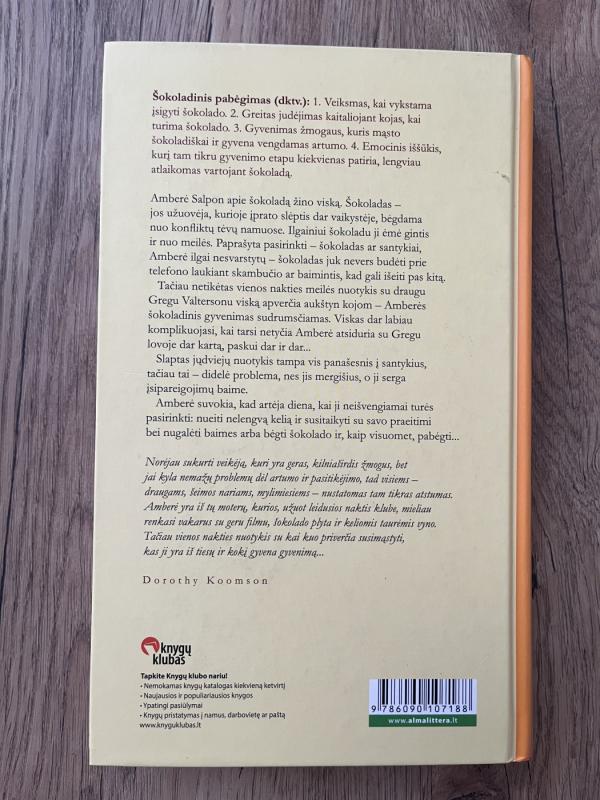 Šokoladinis pabėgimas (dktv.): 1. Veiksmas, kai vykstama
įsigyti šokolado. 2. Greitas judėjimas kaitaliojant kojas, kai
turima šokolado. 3. Gyvenimas žmogaus, kuris mąsto
šokoladiškai ir gyvena vengdamas artumo. 4. Emocinis iššūkis,
kurį tam tikru gyvenimo etapu kiekvienas patiria, lengviau
atlaikomas vartojant šokoladą.
Amberė Salpon apie šokoladą žino viską. Šokoladas –
jos užuovėja, kurioje įprato slėptis dar vaikystėje, bėgdama
nuo konfliktų tėvų namuose. Ilgainiui šokoladu ji ėmė gintis
ir nuo meilės. Paprašyta pasirinkti – šokoladas ar santykiai,
Amberė ilgai nesvarstytų – šokoladas juk nevers budėti prie
telefono laukiant skambučio ar baimintis, kad gali išeiti pas kitą.
Tačiau netikėtas vienos nakties meilės nuotykis su draugu
Gregu Valtersonu viską apverčia aukštyn kojom – Amberės
šokoladinis gyvenimas sudrumsčiamas. Viskas dar labiau
komplikuojasi, kai tarsi netyčia Amberė atsiduria su Gregu
lovoje dar kartą, paskui dar ir dar...
Slaptas jųdviejų nuotykis tampa vis panašesnis į santykius,
tačiau tai – didelė problema, nes jis mergišius, o ji serga
įsipareigojimų baime.
Amberė suvokia, kad artėja diena, kai ji neišvengiamai turės
pasirinkti: nueiti nelengvą kelią ir susitaikyti su savo praeitimi
bei nugalėti baimes arba bėgti šokolado ir, kaip visuomet, pabėgti...
Norėjau sukurti veikėją, kuri yra geras, kilniaširdis žmogus, bet
jai kyla nemažų problemų dėl artumo ir pasitikėjimo, tad visiems –
draugams, šeimos nariams, mylimiesiems – nustatomas tam tikras atstumas.
Amberė yra iš tų moterų, kurios, užuot leidusios naktis klube, mieliau
renkasi vakarus su geru filmu, šokolado plyta ir keliomis taurėmis vyno.
Tačiau vienos nakties nuotykis su kai kuo priverčia susimąstyti,
kas ji yra iš tiesų ir kokį gyvena gyvenimą...
Dorothy Koomson
knygų
klubas
Tapkite Knygų klubo nariu!
• Nemokamas knygų katalogas kiekvieną ketvirtį
• Naujausios ir populiariausios knygos
• Ypatingi pasiūlymai
• Knygų pristatymas į namus, darbovietę ar paštą
www.knyguklubas.lt
9 786090 107188
www.almalittera.lt